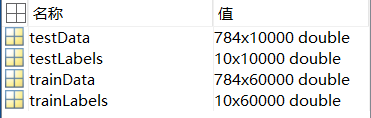 名称 值
testData 784x10000 double
testLabels 10x10000 double
trainData 784x60000 double
trainLabels 10x60000 double